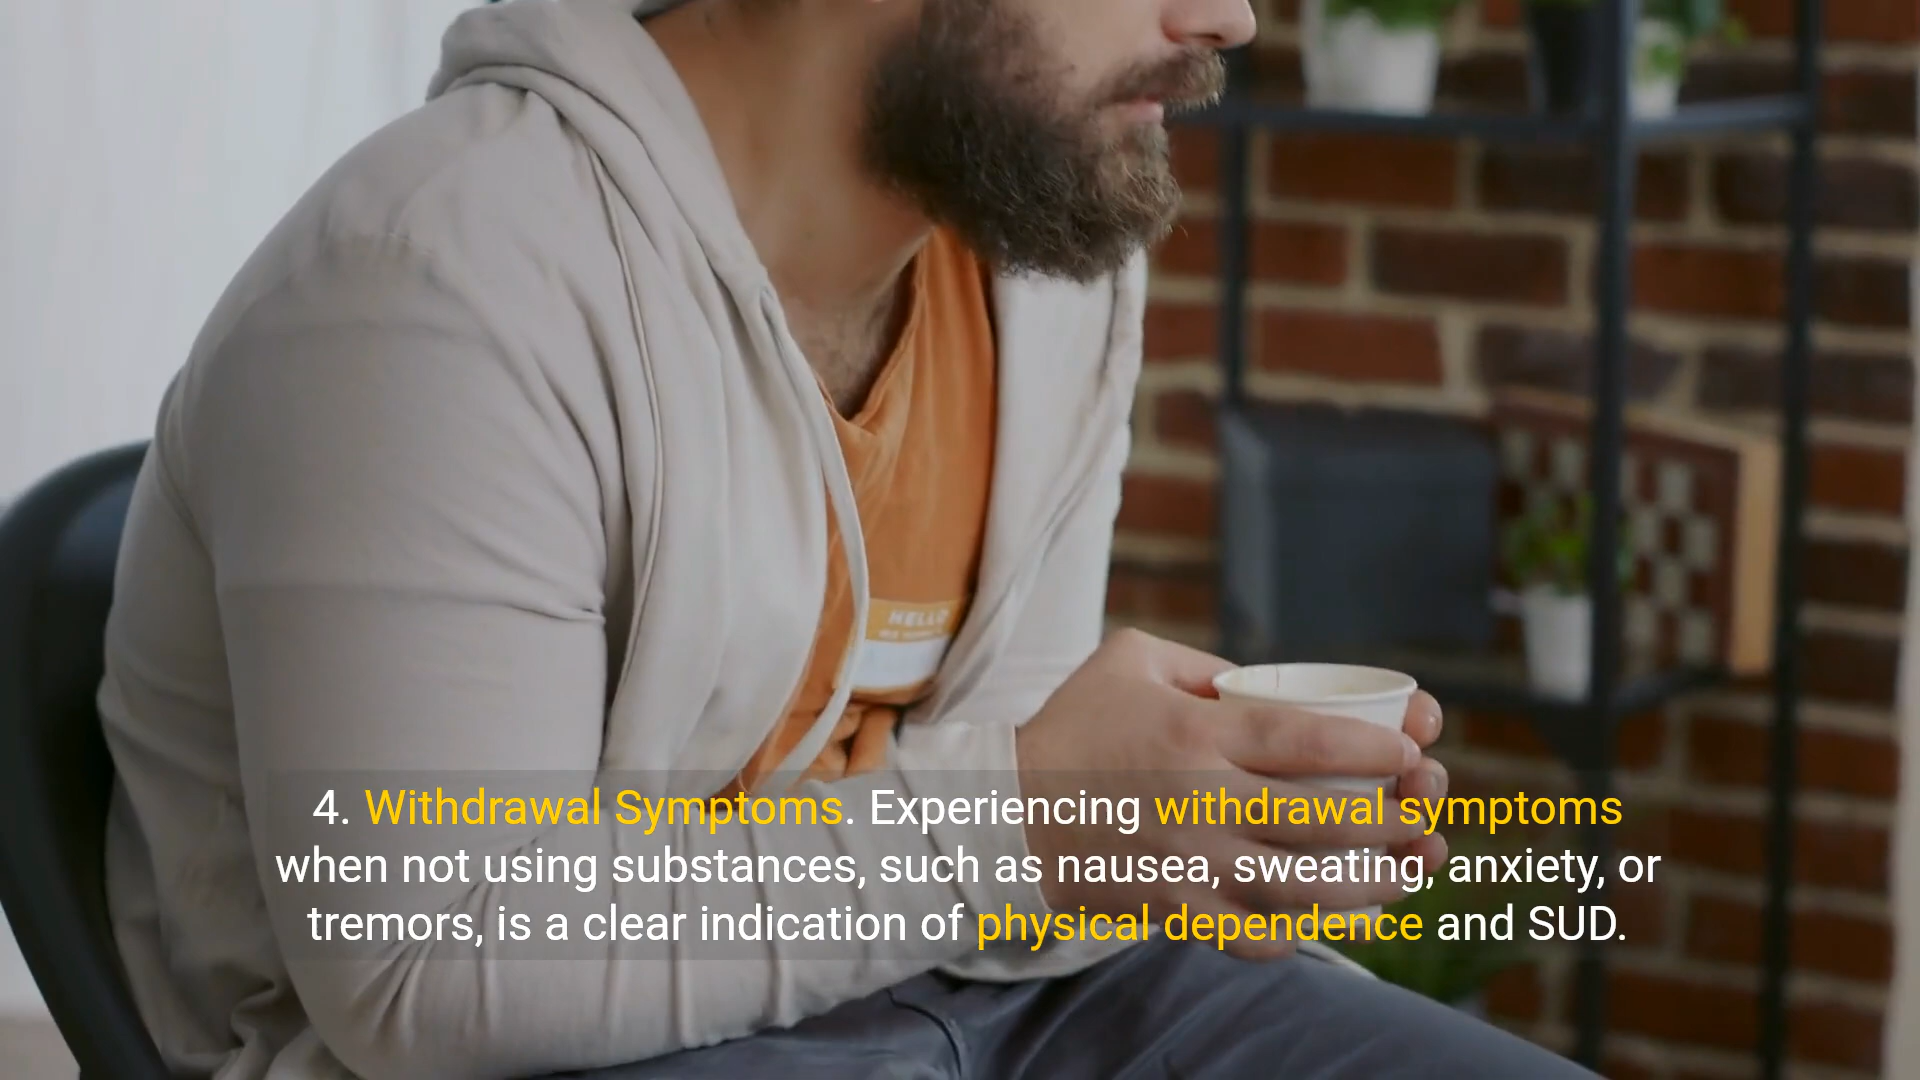 HELLO
4. Withdrawal Symptoms. Experiencing withdrawal symptoms
when not using substances, such as nausea, sweating, anxiety, or
tremors, is a clear indication of physical dependence and SUD.